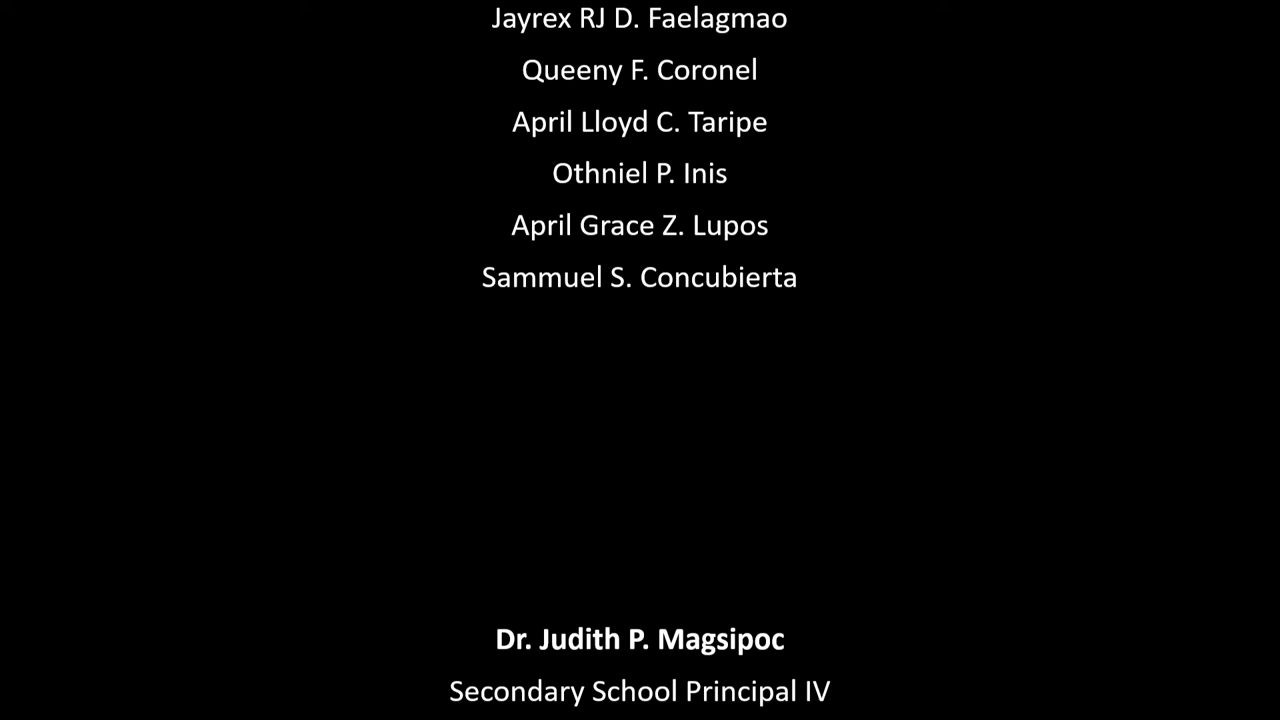 Jayrex RJ D. Faelagmao
Queeny F. Coronel
April Lloyd C. Taripe
Othniel P. Inis
April Grace Z. Lupos
Sammuel S. Concubierta
Dr. Judith P. Magsipoc
Secondary School Principal IV